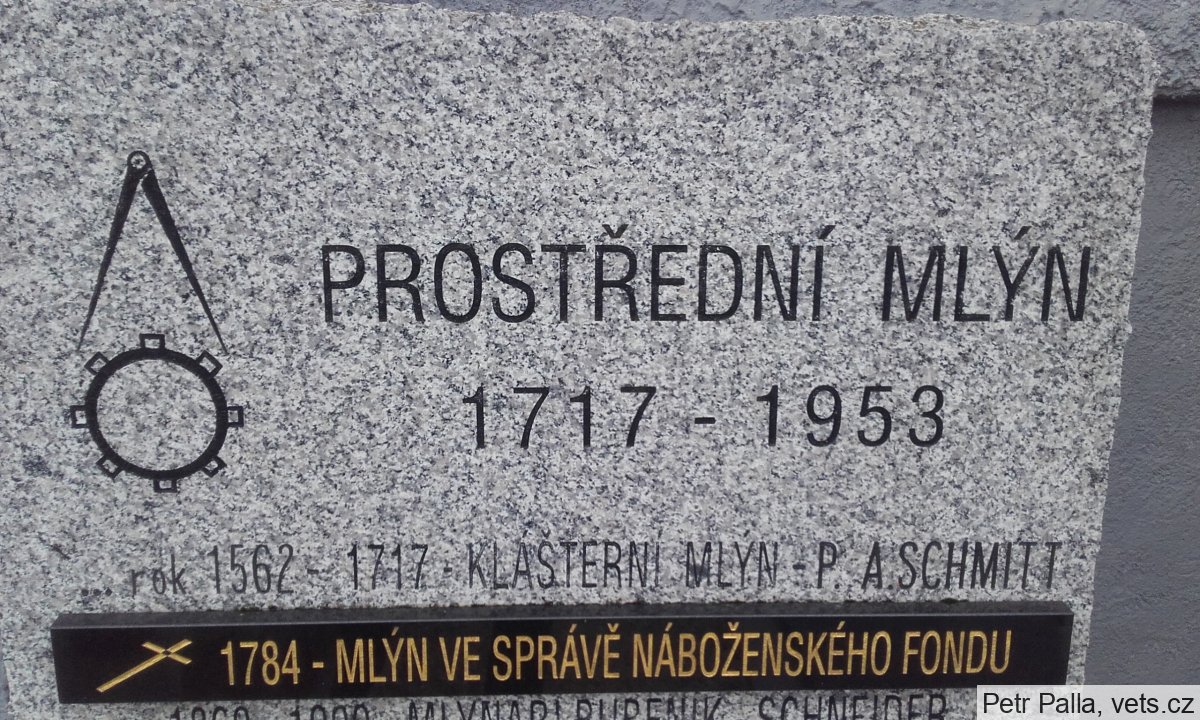 PROSTŘEDNÍ MLÝN
1717 - 1953
... rok 1562 - 1717 - KLÁŠTERNÍ MLÝN - P. A. SCHMITT
1784 - MLÝN VE SPRÁVĚ NÁBOŽENSKÉHO FONDU
SCHNEIDER
Petr Palla, vets.cz